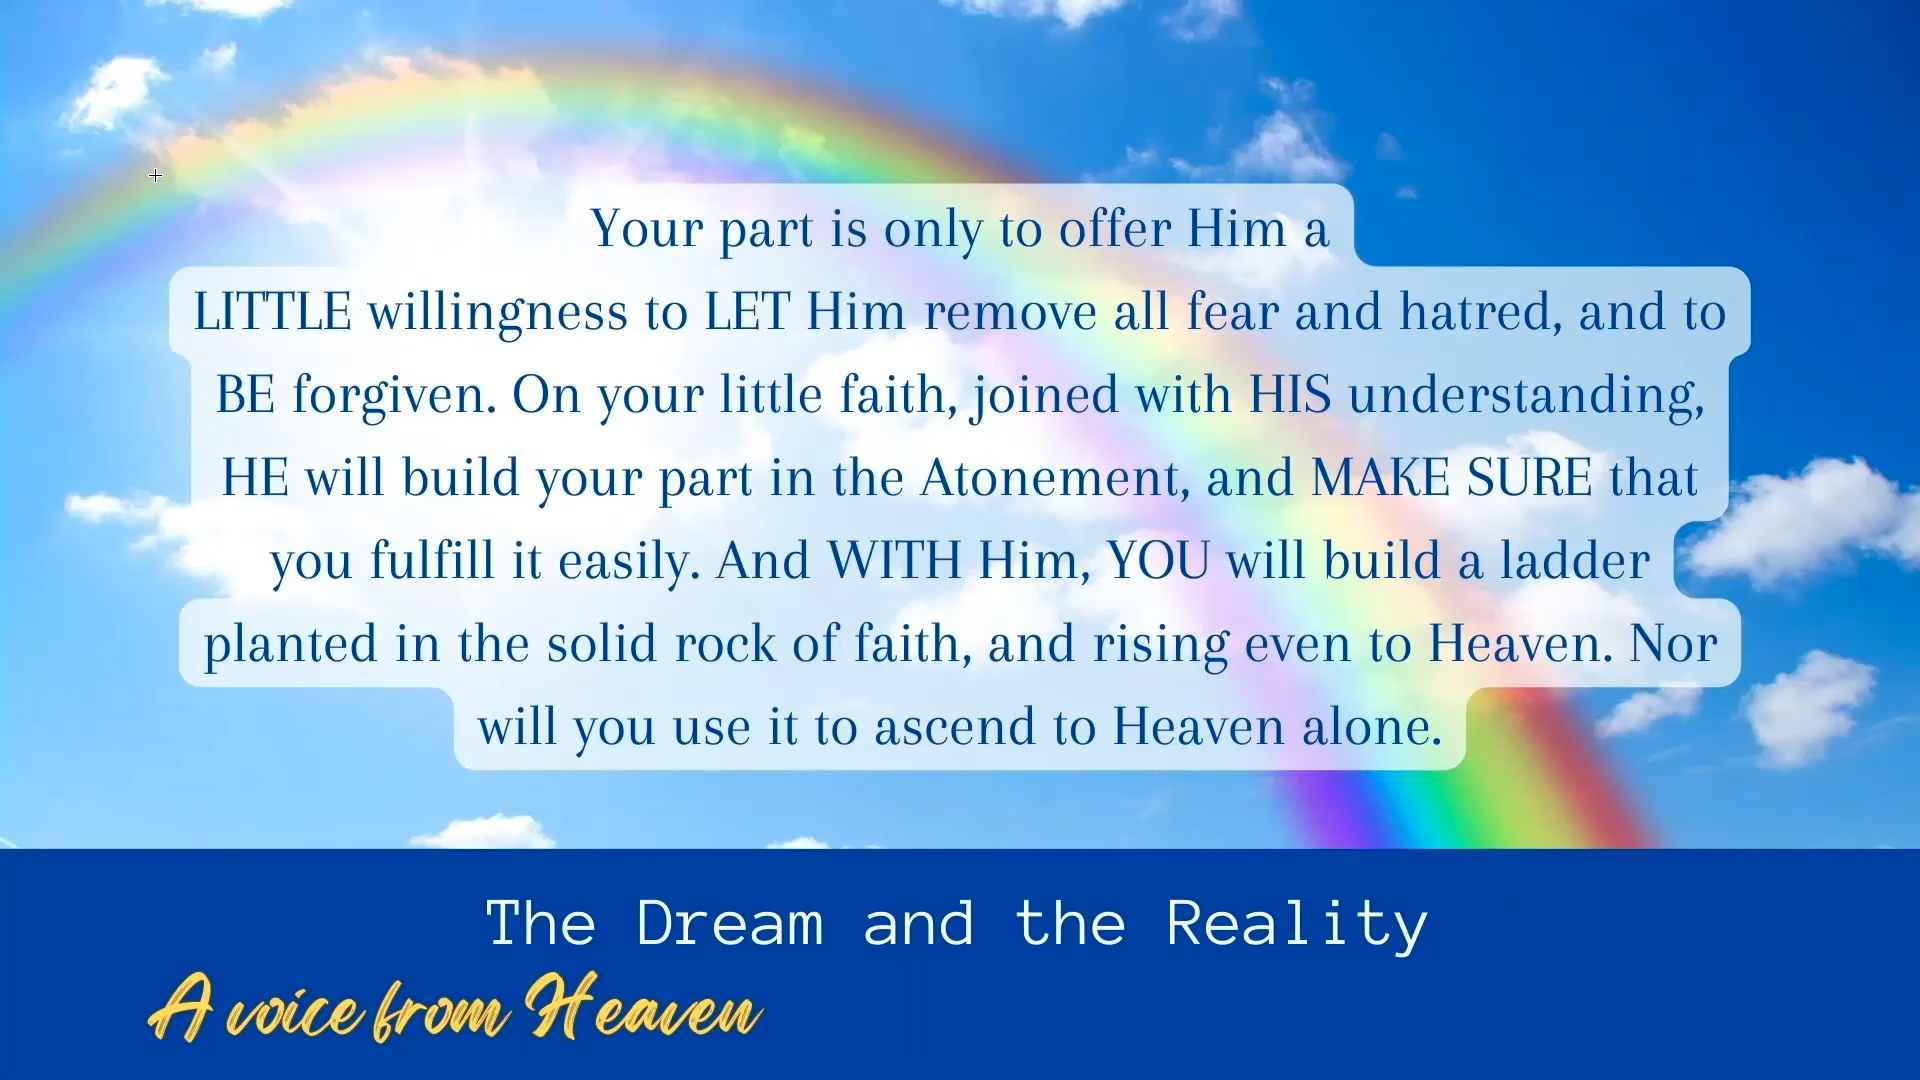 Your part is only to offer Him a
LITTLE willingness to LET Him remove all fear and hatred, and to
BE forgiven. On your little faith, joined with HIS understanding,
HE will build your part in the Atonement, and MAKE SURE that
you fulfill it easily. And WITH Him, YOU will build a ladder
planted in the solid rock of faith, and rising even to Heaven. Nor
will you use it to ascend to Heaven alone.
The Dream and the Reality
A voice from Heaven